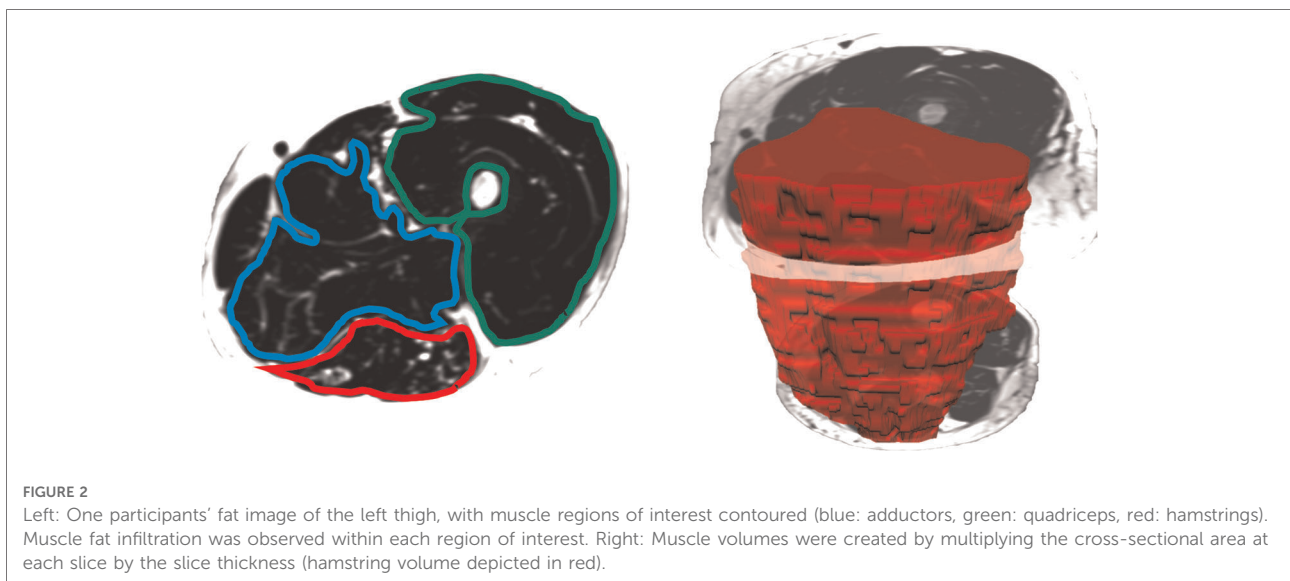 FIGURE 2
Left: One participants’ fat image of the left thigh, with muscle regions of interest contoured (blue: adductors, green: quadriceps, red: hamstrings).
Muscle fat infiltration was observed within each region of interest. Right: Muscle volumes were created by multiplying the cross-sectional area at
each slice by the slice thickness (hamstring volume depicted in red).